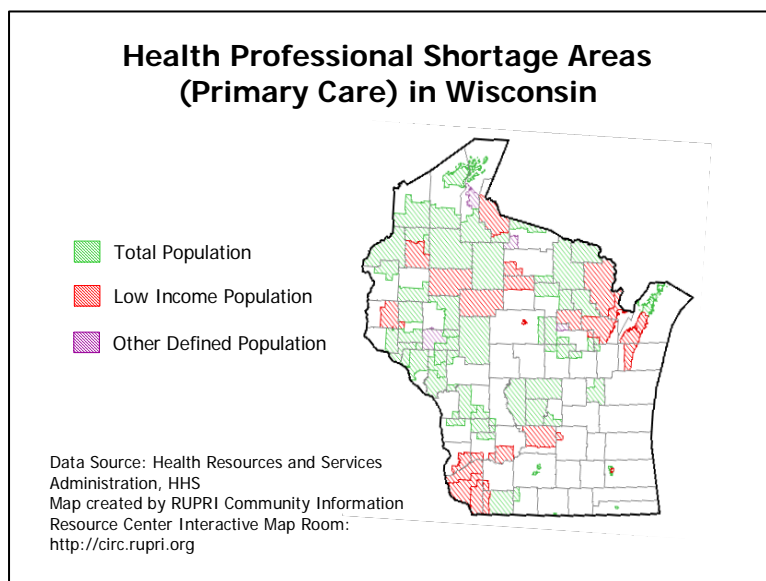 Health Professional Shortage Areas
(Primary Care) in Wisconsin
Total Population
Low Income Population
Other Defined Population
Data Source: Health Resources and Services
Administration, HHS
Map created by RUPRI Community Information
Resource Center Interactive Map Room:
http://circ.rupri.org